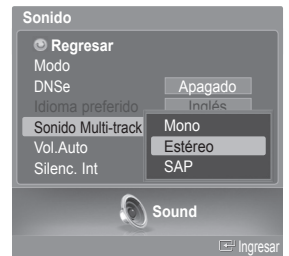 Sonido
Regresar
Modo
DNSe Apagado
Idioma preferido Inglés
Sonido Multi-track Mono
Vol.Auto Estéreo
Silenc. Int SAP
Sound
Ingresar